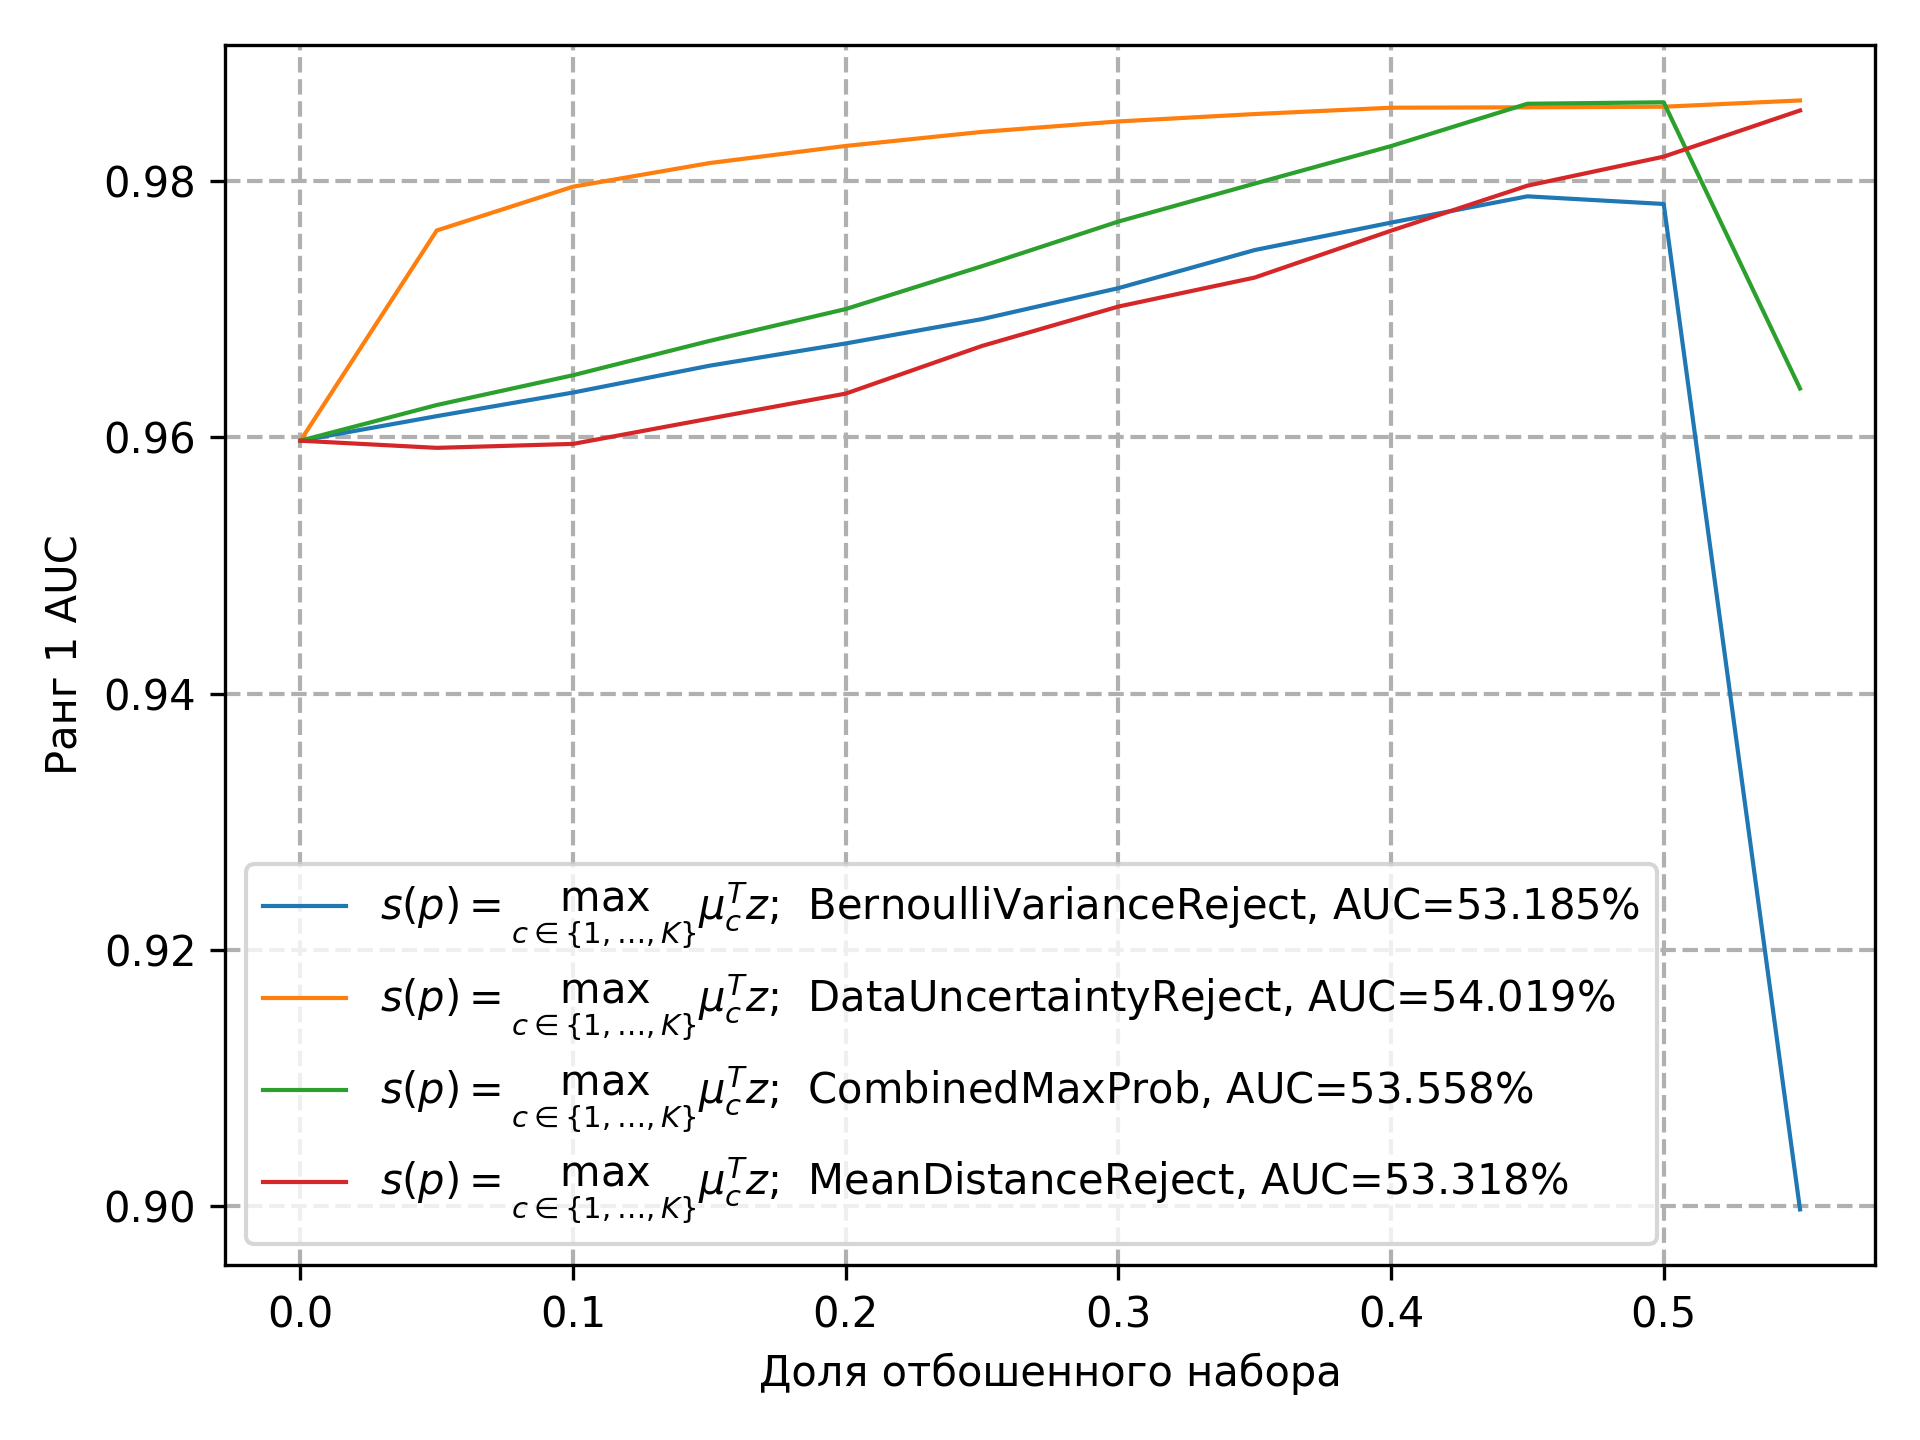 Ранг 1 AUC
0.98
0.96
0.94
0.92
0.90
s(p) = max_{c ∈ {1, ..., K}} μ_c^T z;  BernoulliVarianceReject, AUC=53.185%
s(p) = max_{c ∈ {1, ..., K}} μ_c^T z;  DataUncertaintyReject, AUC=54.019%
s(p) = max_{c ∈ {1, ..., K}} μ_c^T z;  CombinedMaxProb, AUC=53.558%
s(p) = max_{c ∈ {1, ..., K}} μ_c^T z;  MeanDistanceReject, AUC=53.318%
0.0 0.1 0.2 0.3 0.4 0.5
Доля отбошенного набора